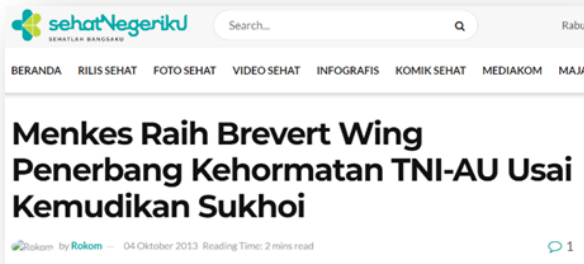 sehatNegeriku
SEHATLAH BANGSAKU
Search...
Rabu
BERANDA RILIS SEHAT FOTO SEHAT VIDEO SEHAT INFOGRAFIS KOMIK SEHAT MEDIAKOM MAJA
Menkes Raih Brevert Wing
Penerbang Kehormatan TNI-AU Usai
Kemudikan Sukhoi
Rokom by Rokom — 04 Oktober 2013 Reading Time: 2 mins read
1